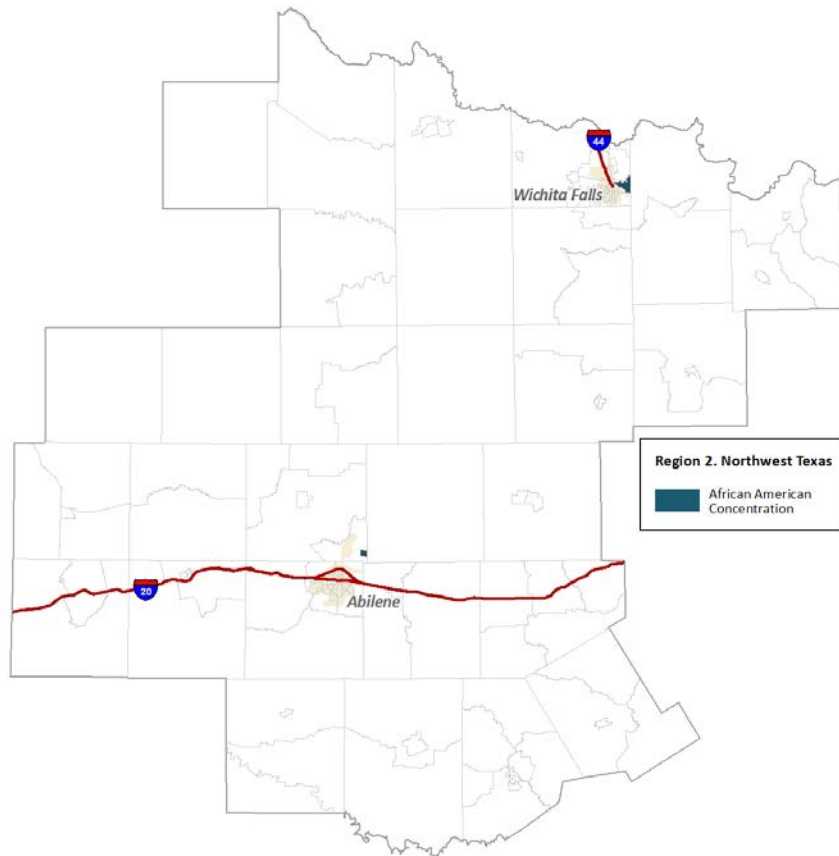 44
Wichita Falls
Region 2. Northwest Texas
African American
Concentration
20
Abilene